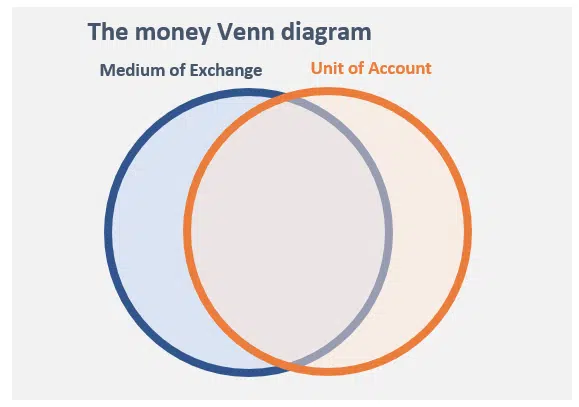 The money Venn diagram
Medium of Exchange
Unit of Account